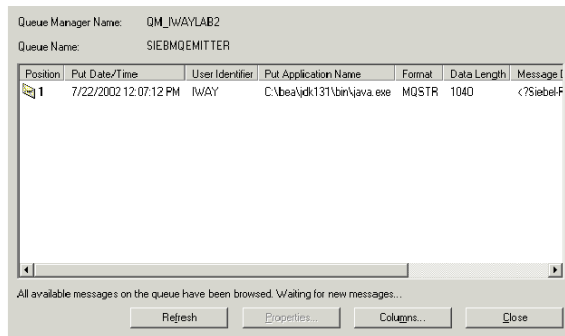 Queue Manager Name: QM_IWAYLAB2
Queue Name: SIEBMQEMITTER
Position Put Date/Time User Identifier Put Application Name Format Data Length Message D
1 7/22/2002 12:07:12 PM IWAY C:\bea\jdk131\bin\java.exe MQSTR 1040 <?Siebel-P
All available messages on the queue have been browsed. Waiting for new messages...
Refresh Properties... Columns... Close